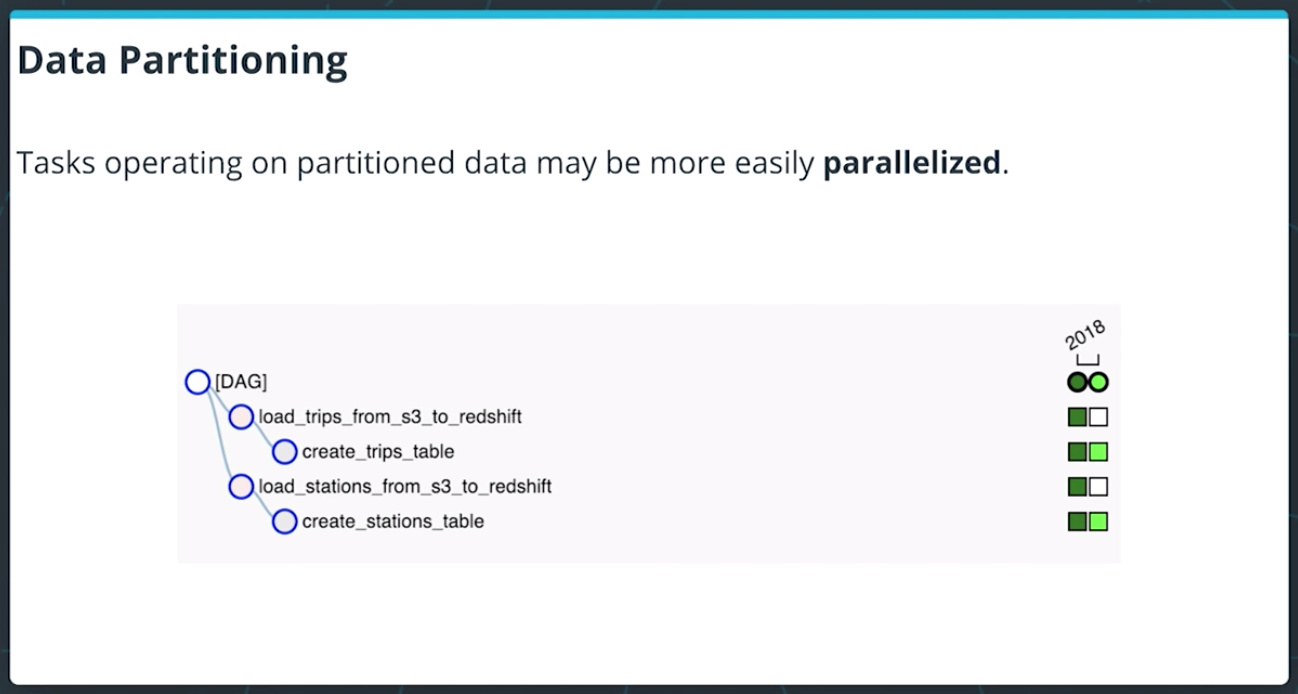 Data Partitioning
Tasks operating on partitioned data may be more easily parallelized.
2018
[DAG]
load_trips_from_s3_to_redshift
create_trips_table
load_stations_from_s3_to_redshift
create_stations_table